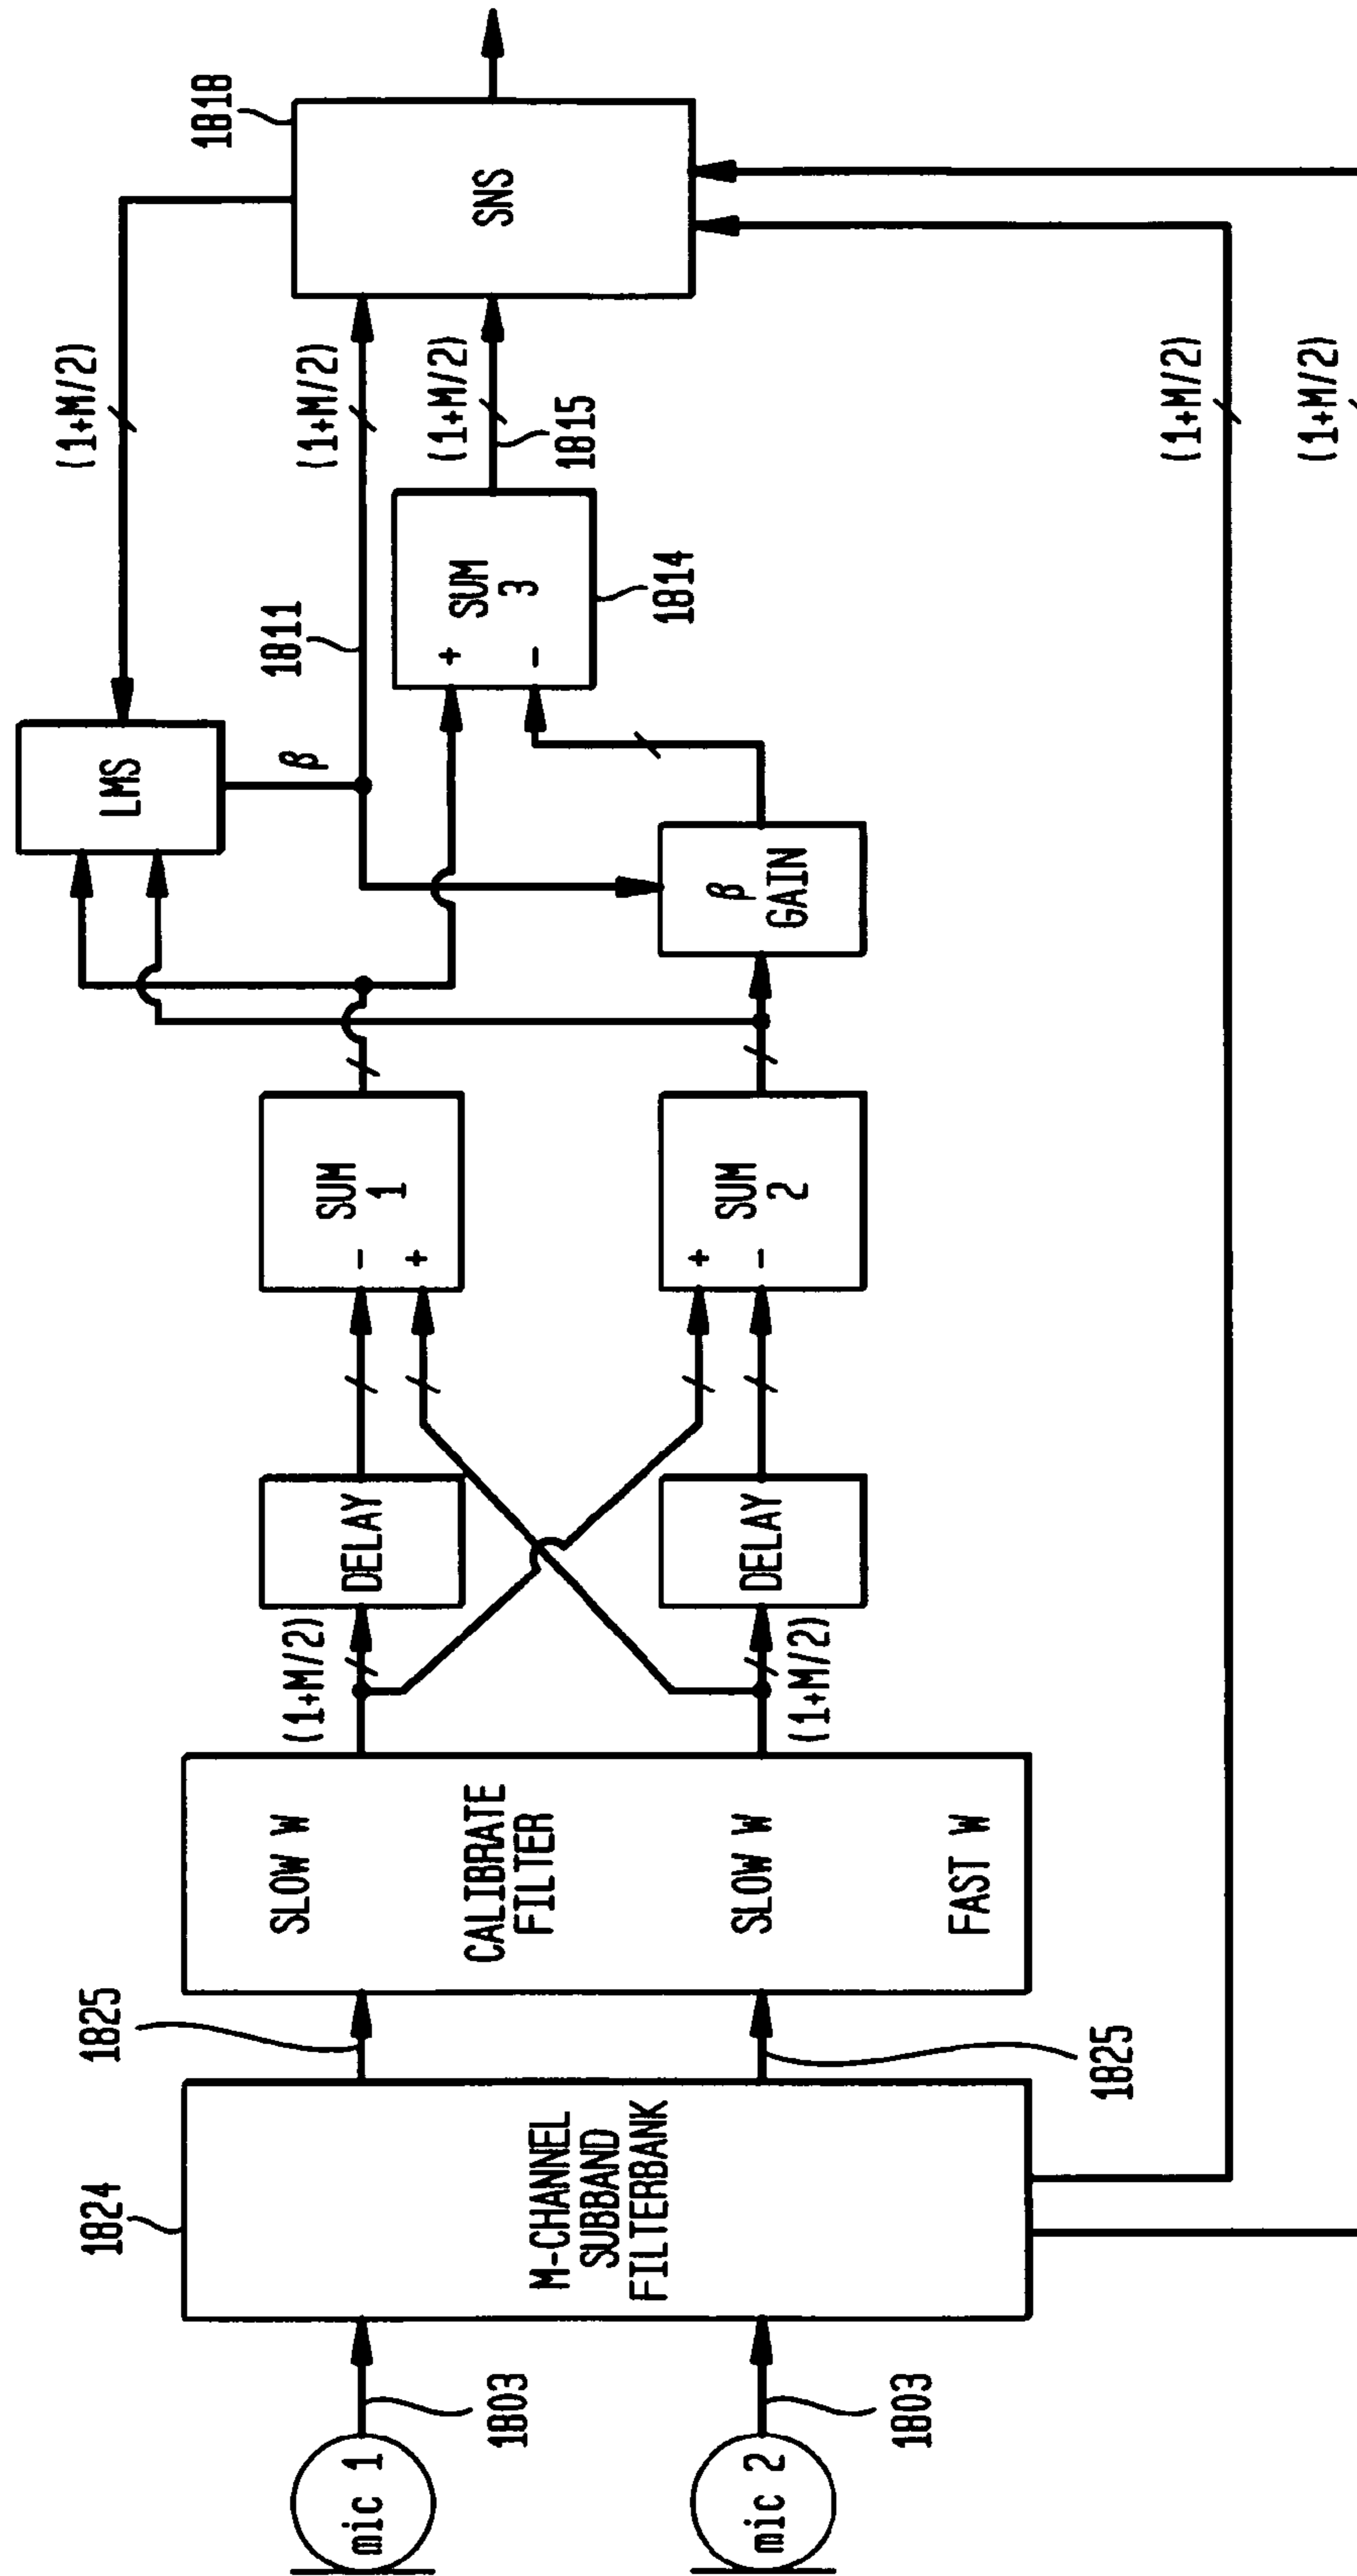 mic 1
mic 2
1803
1803
1824
M-CHANNEL
SUBBAND
FILTERBANK
1825
1825
SLOW W
CALIBRATE
FILTER
SLOW W
FAST W
(1+M/2)
(1+M/2)
DELAY
DELAY
-
+
SUM
1
+
-
SUM
2
LMS
β
β
GAIN
1811
+
-
SUM
3
1814
1815
(1+M/2)
(1+M/2)
(1+M/2)
(1+M/2)
(1+M/2)
SNS
1818